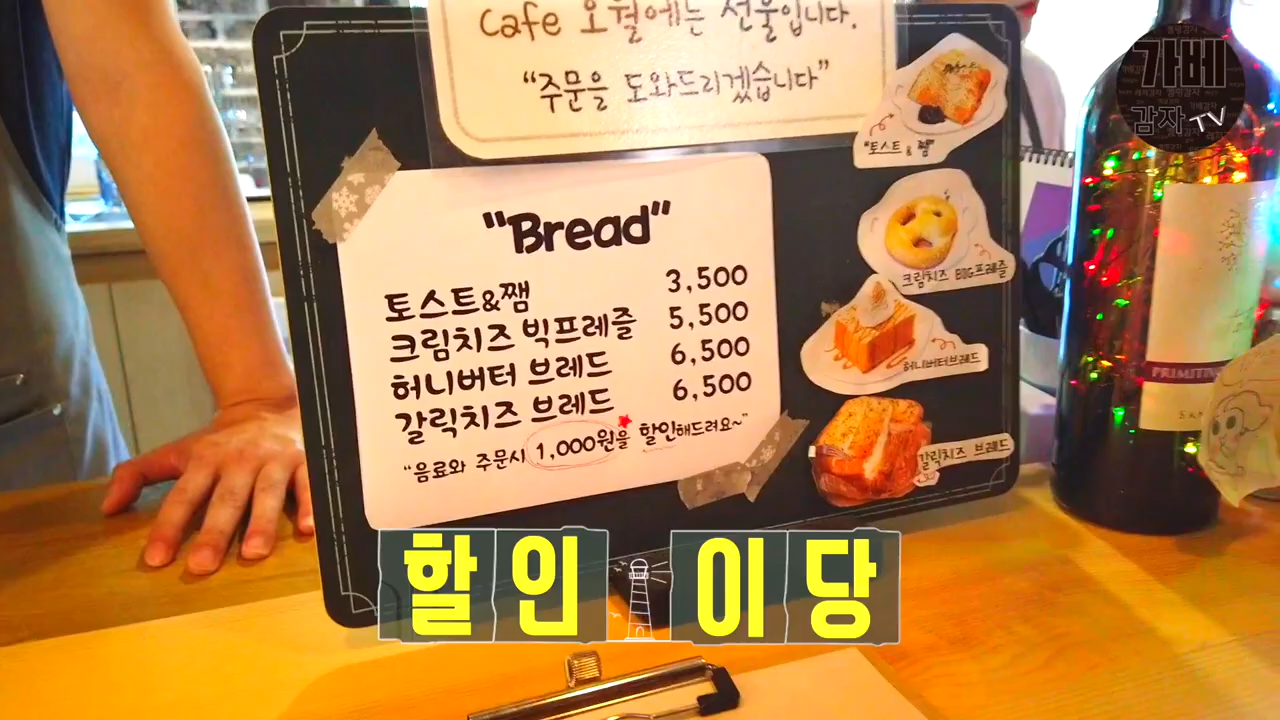 Cafe 오월에는 선물입니다.
"주문을 도와드리겠습니다"
"토스트 & 쨈"
크림치즈 BIG프레즐
허니버터브레드
갈릭치즈 브레드
"Bread"
토스트&쨈 3,500
크림치즈 빅프레즐 5,500
허니버터 브레드 6,500
갈릭치즈 브레드 6,500
"음료와 주문시 1,000원을 할인해드려요~"
가베
감자 TV
PRIMITIV
할인이당